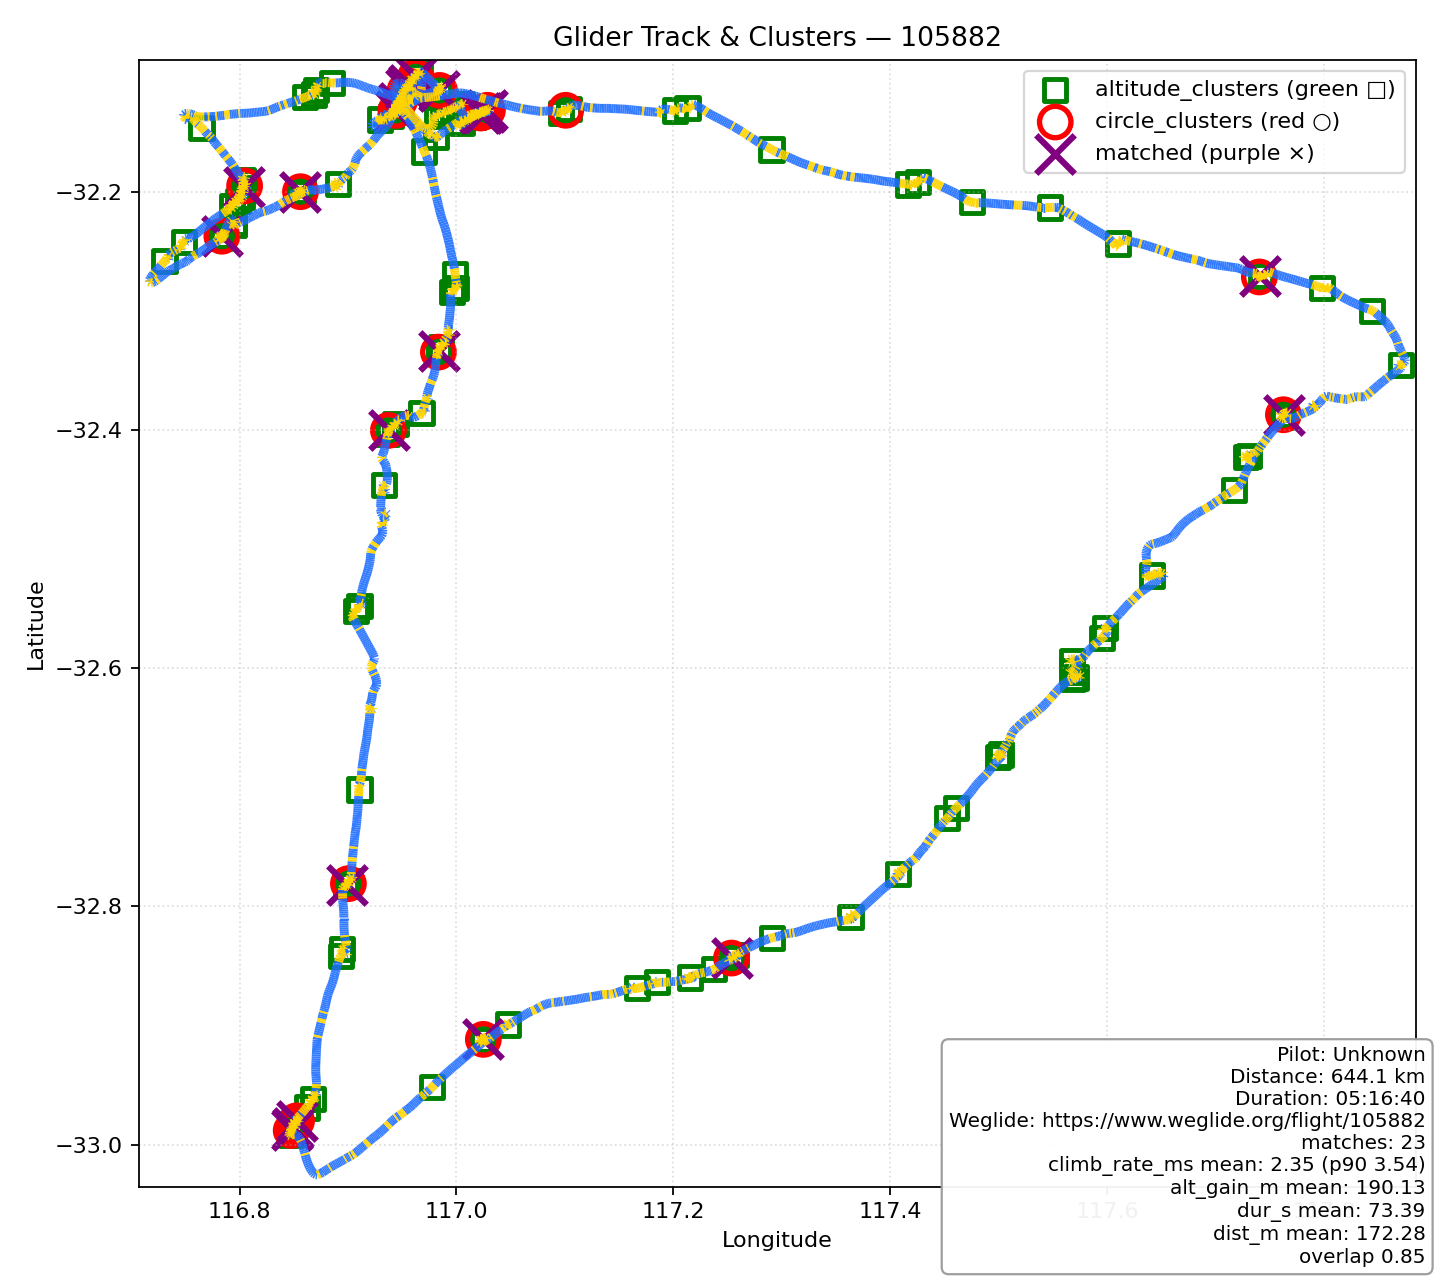 Glider Track & Clusters — 105882
altitude_clusters (green □)
circle_clusters (red ○)
matched (purple ×)
Latitude
−32.2
−32.4
−32.6
−32.8
−33.0
116.8
117.0
117.2
117.4
117.6
Longitude
Pilot: Unknown
Distance: 644.1 km
Duration: 05:16:40
Weglide: https://www.weglide.org/flight/105882
matches: 23
climb_rate_ms mean: 2.35 (p90 3.54)
alt_gain_m mean: 190.13
dur_s mean: 73.39
dist_m mean: 172.28
overlap 0.85